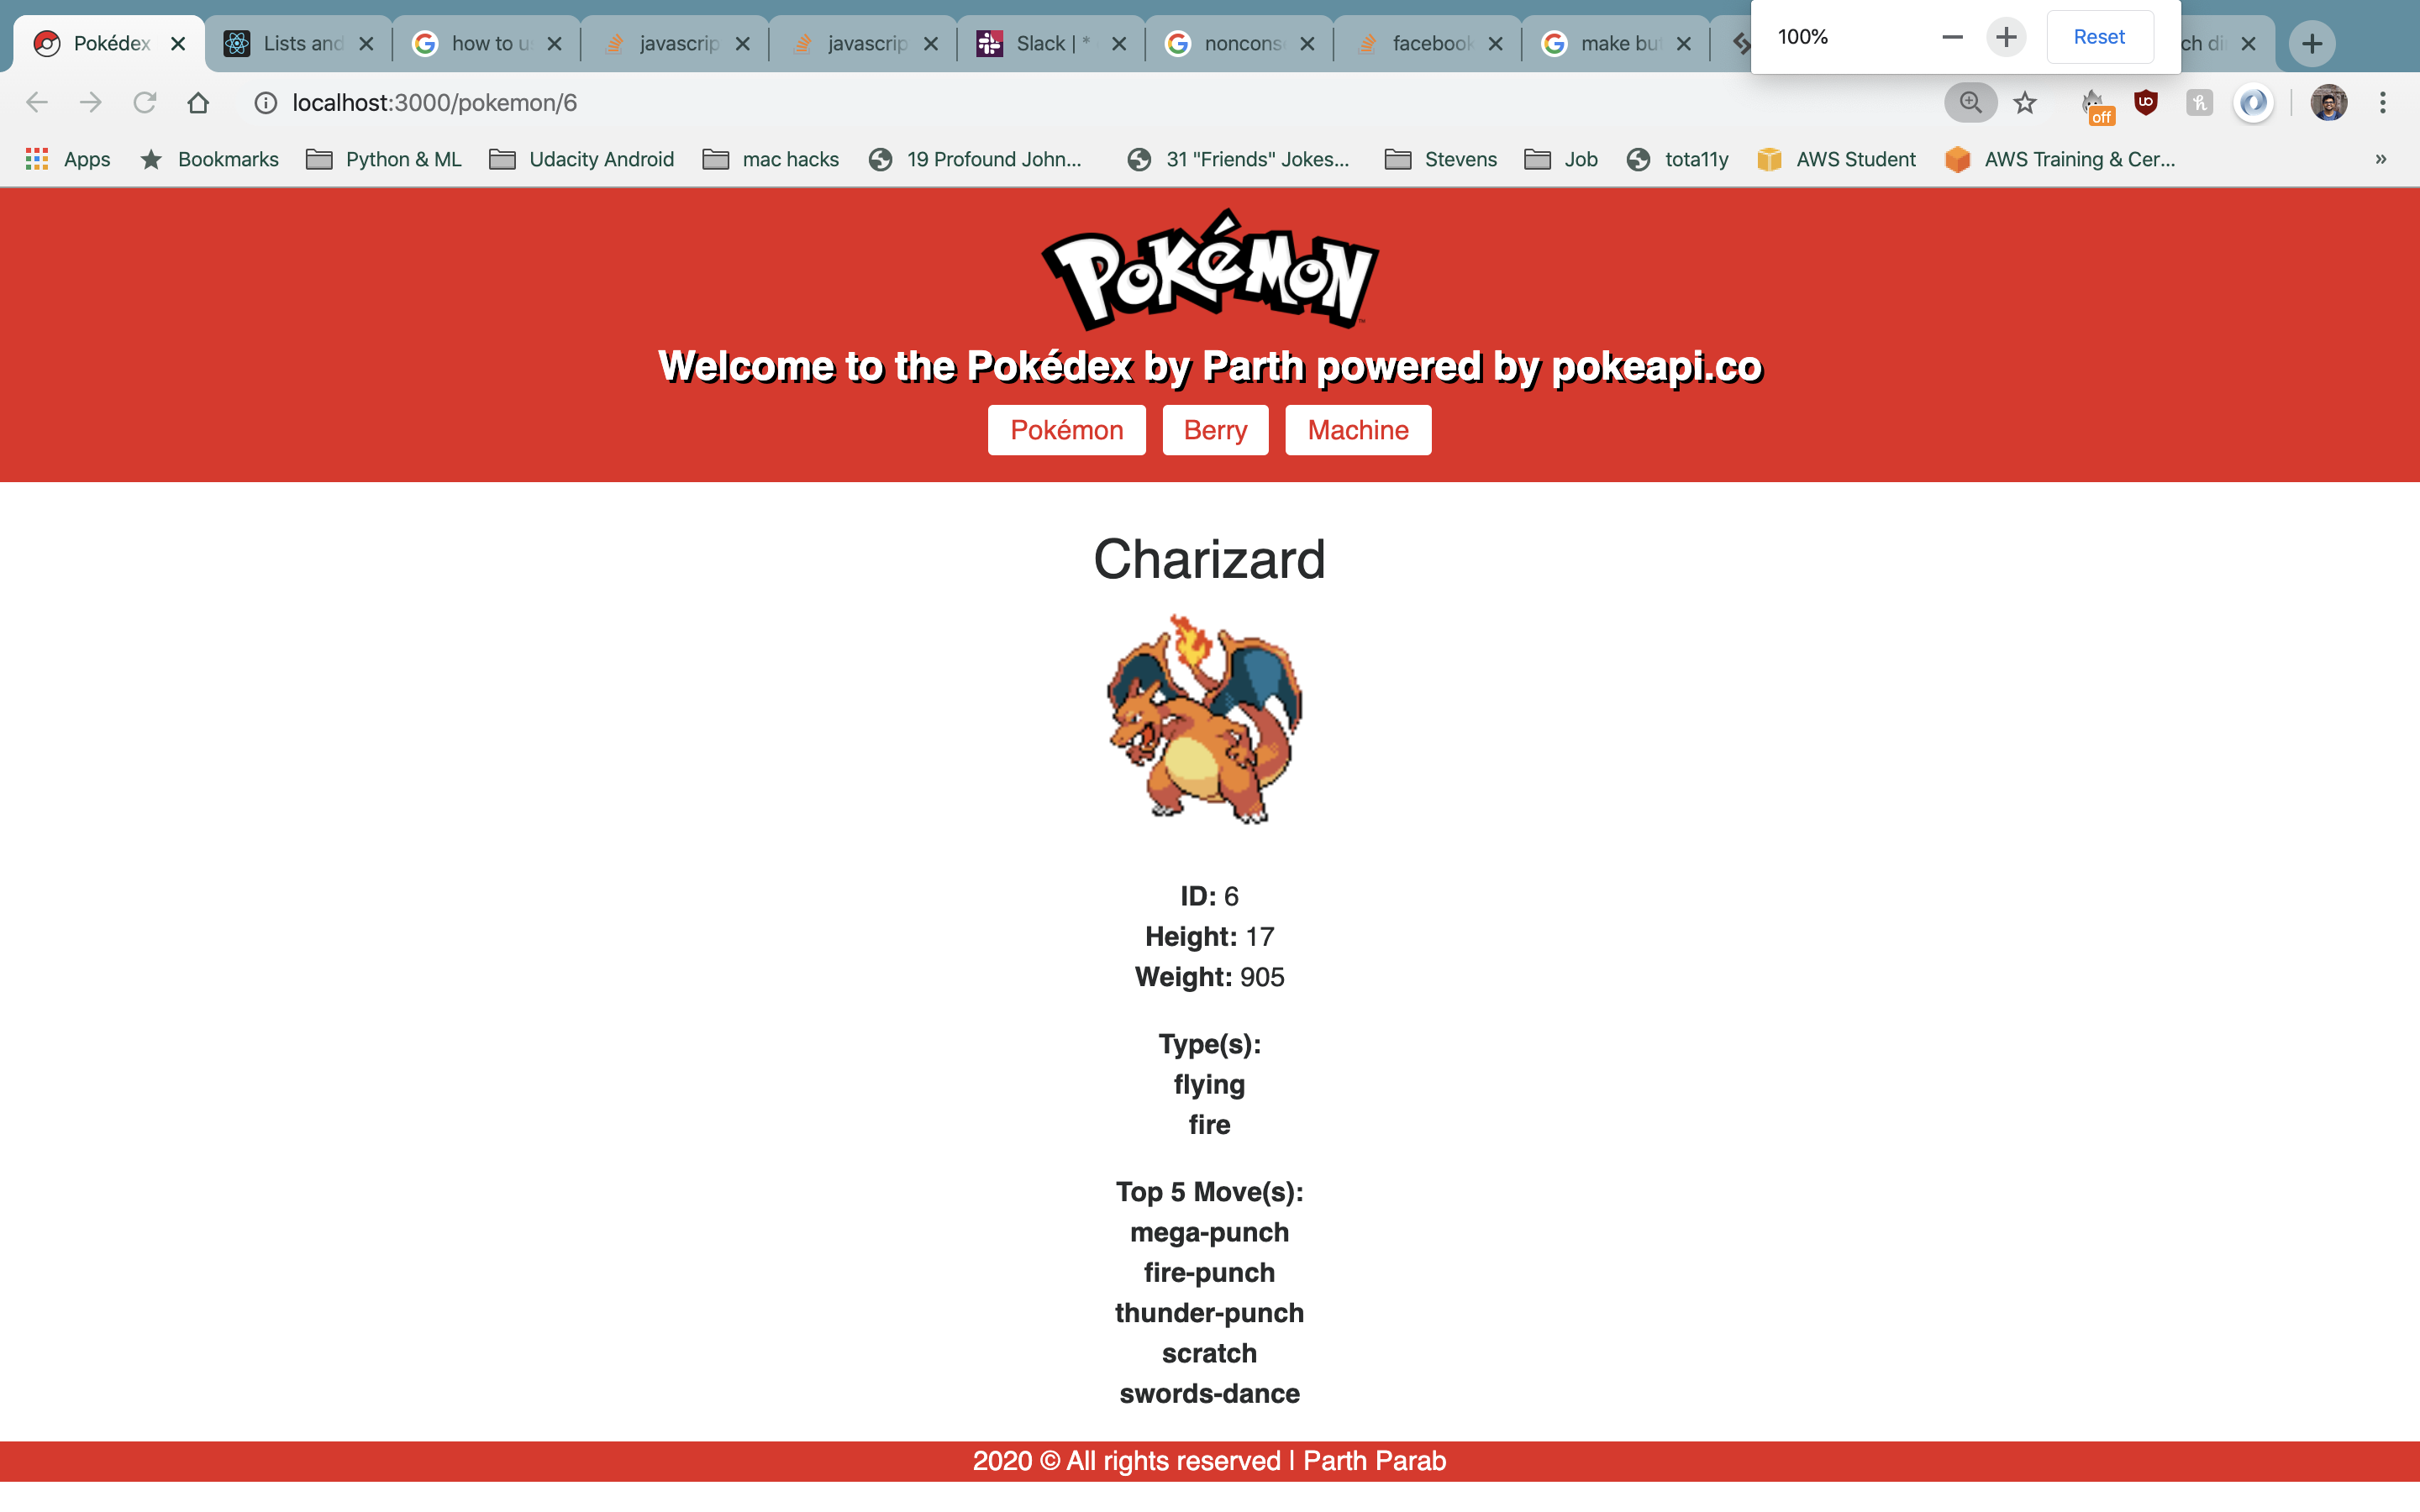 Pokédex
Lists and
how to u
javascrip
javascrip
Slack | *
noncons
facebook
make bu
ch di
100%
Reset
localhost:3000/pokemon/6
off
Apps
Bookmarks
Python & ML
Udacity Android
mac hacks
19 Profound John...
31 "Friends" Jokes...
Stevens
Job
tota11y
AWS Student
AWS Training & Cer...
»
POKéMON
Welcome to the Pokédex by Parth powered by pokeapi.co
Pokémon
Berry
Machine
Charizard
ID: 6
Height: 17
Weight: 905
Type(s):
flying
fire
Top 5 Move(s):
mega-punch
fire-punch
thunder-punch
scratch
swords-dance
2020 © All rights reserved | Parth Parab